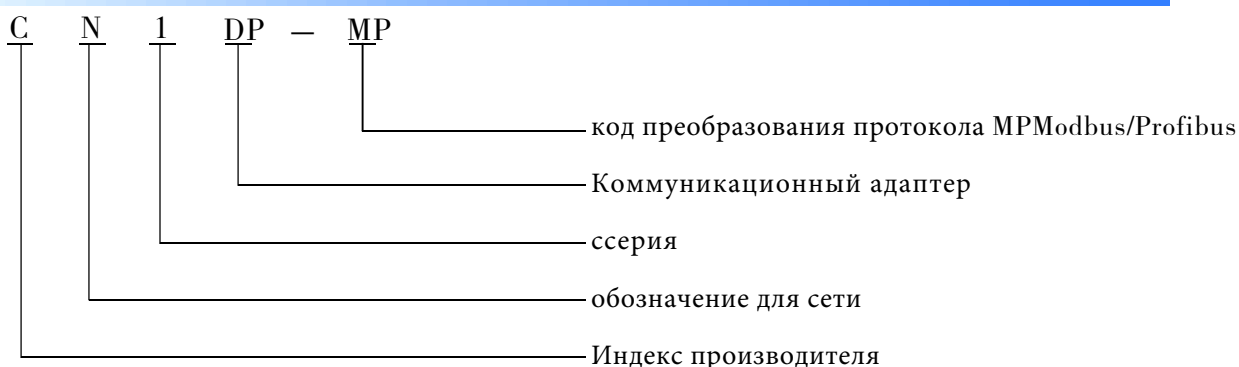 C N 1 DP – MP
код преобразования протокола MPModbus/Profibus
Коммуникационный адаптер
ссерия
обозначение для сети
Индекс производителя